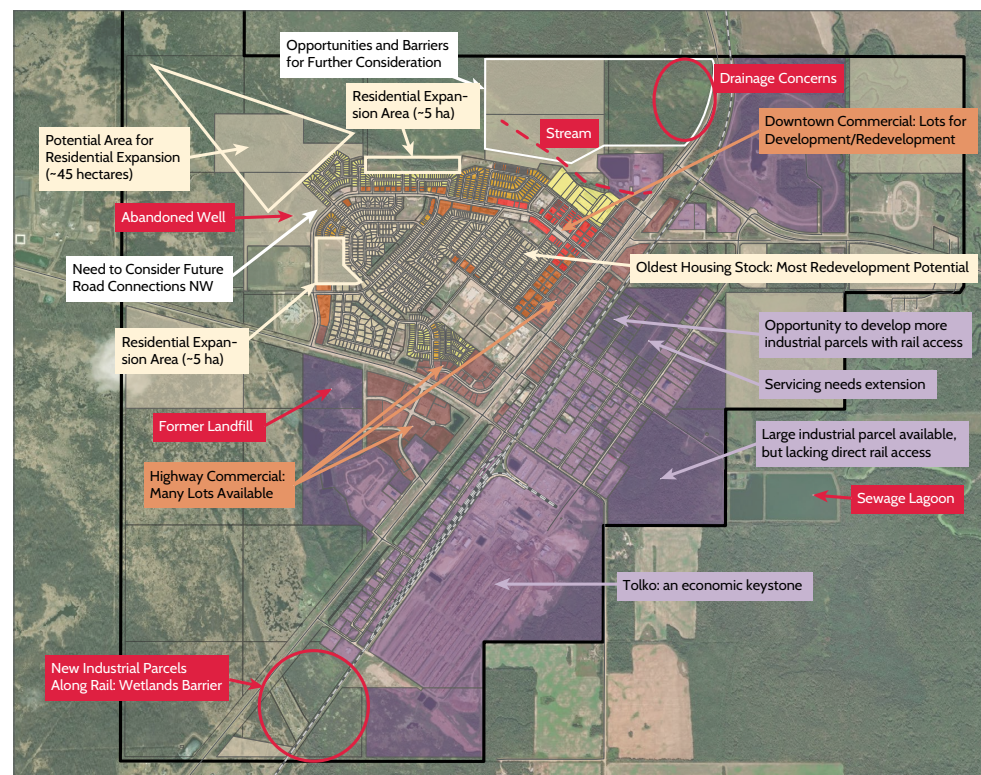 Opportunities and Barriers
for Further Consideration
Drainage Concerns
Residential Expan-
sion Area (~5 ha)
Downtown Commercial: Lots for
Development/Redevelopment
Stream
Potential Area for
Residential Expansion
(~45 hectares)
Abandoned Well
Need to Consider Future
Road Connections NW
Oldest Housing Stock: Most Redevelopment Potential
Residential Expan-
sion Area (~5 ha)
Opportunity to develop more
industrial parcels with rail access
Servicing needs extension
Former Landfill
Large industrial parcel available,
but lacking direct rail access
Highway Commercial:
Many Lots Available
Sewage Lagoon
Tolko: an economic keystone
New Industrial Parcels
Along Rail: Wetlands Barrier